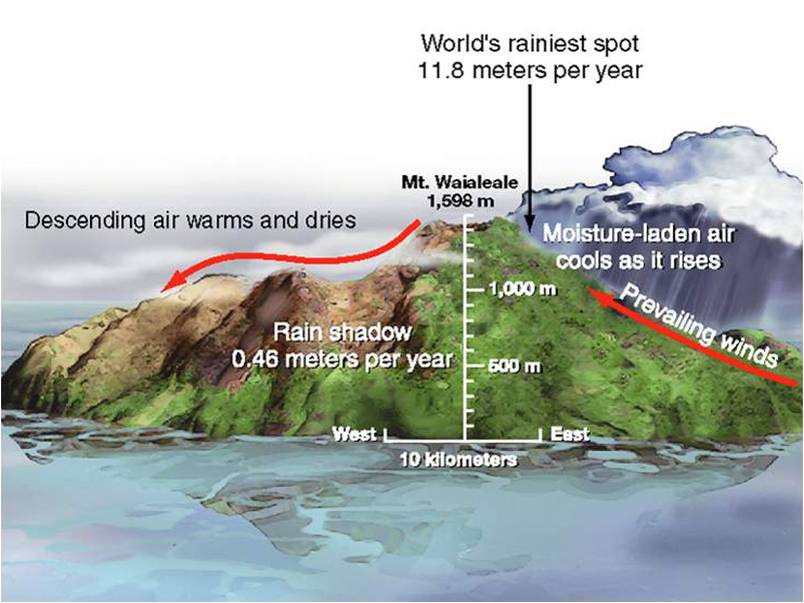 World's rainiest spot
11.8 meters per year
Mt. Waialeale
1,598 m
Descending air warms and dries
Moisture-laden air
cools as it rises
1,000 m
Prevailing winds
Rain shadow
0.46 meters per year
500 m
West
East
10 kilometers